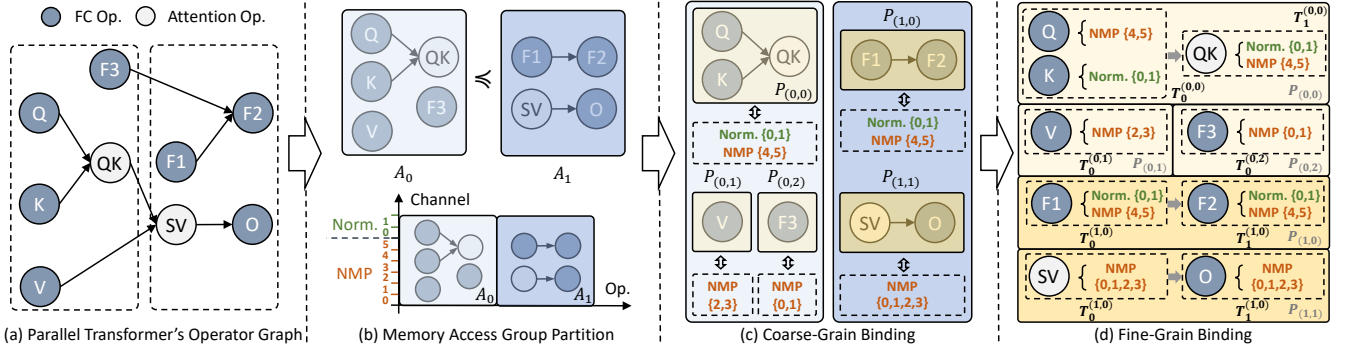 FC Op.
Attention Op.
F3
Q
F2
QK
F1
K
SV
O
V
(a) Parallel Transformer's Operator Graph
Q
QK
K
F3
V
A₀
≼
F1
F2
SV
O
A₁
Channel
Norm.
1
0
NMP
5
4
3
2
1
0
A₀
A₁
Op.
(b) Memory Access Group Partition
Q
QK
K
P(0,0)
Norm. {0,1}
NMP {4,5}
P(0,1)
P(0,2)
V
F3
NMP
{2,3}
NMP
{0,1}
P(1,0)
F1
F2
Norm. {0,1}
NMP {4,5}
P(1,1)
SV
O
NMP
{0,1,2,3}
(c) Coarse-Grain Binding
Q
{ NMP {4,5}
K
{ Norm. {0,1}
T₀(0,0)
T₁(0,0)
QK
{ Norm. {0,1}
NMP {4,5}
P(0,0)
V
{ NMP {2,3}
T₀(0,1)
P(0,1)
F3
{ NMP {0,1}
T₀(0,2)
P(0,2)
F1
{ Norm. {0,1}
NMP {4,5}
T₀(1,0)
F2
{ Norm. {0,1}
NMP {4,5}
T₁(1,0)
P(1,0)
SV
{ NMP
{0,1,2,3}
T₀(1,0)
O
{ NMP
{0,1,2,3}
T₁(1,0)
P(1,1)
(d) Fine-Grain Binding